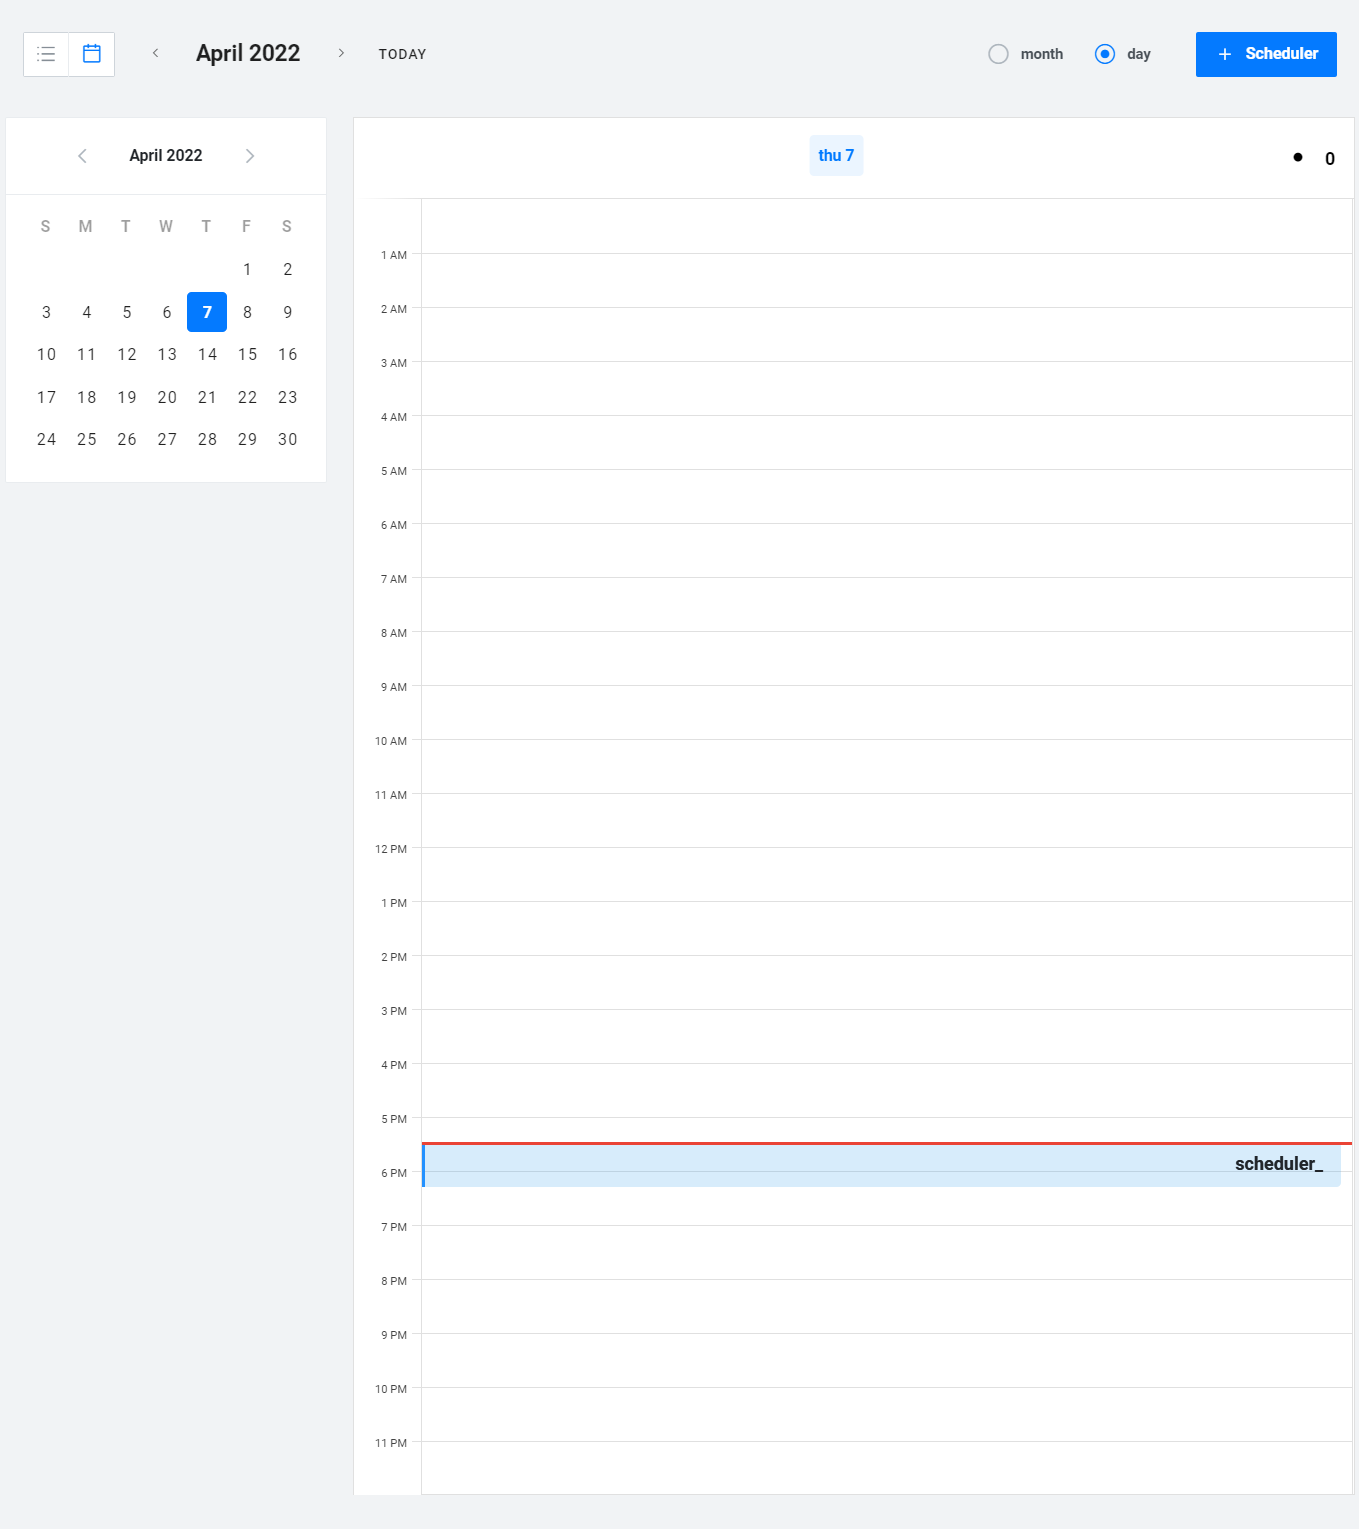 April 2022
TODAY
month
day
+ Scheduler
April 2022
S M T W T F S
1 2
3 4 5 6 7 8 9
10 11 12 13 14 15 16
17 18 19 20 21 22 23
24 25 26 27 28 29 30
thu 7
0
1 AM
2 AM
3 AM
4 AM
5 AM
6 AM
7 AM
8 AM
9 AM
10 AM
11 AM
12 PM
1 PM
2 PM
3 PM
4 PM
5 PM
scheduler_
6 PM
7 PM
8 PM
9 PM
10 PM
11 PM